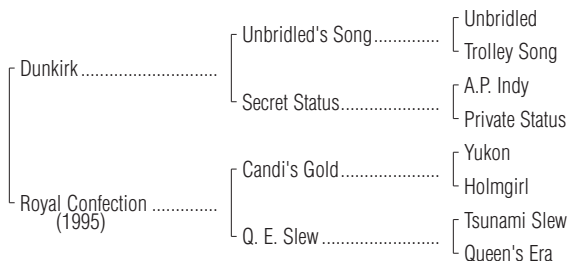 Unbridled
Unbridled's Song..............
Trolley Song
Dunkirk............................
A.P. Indy
Secret Status.....................
Private Status
Yukon
Candi's Gold.....................
Holmgirl
Royal Confection ..............
(1995)
Tsunami Slew
Q. E. Slew .........................
Queen's Era